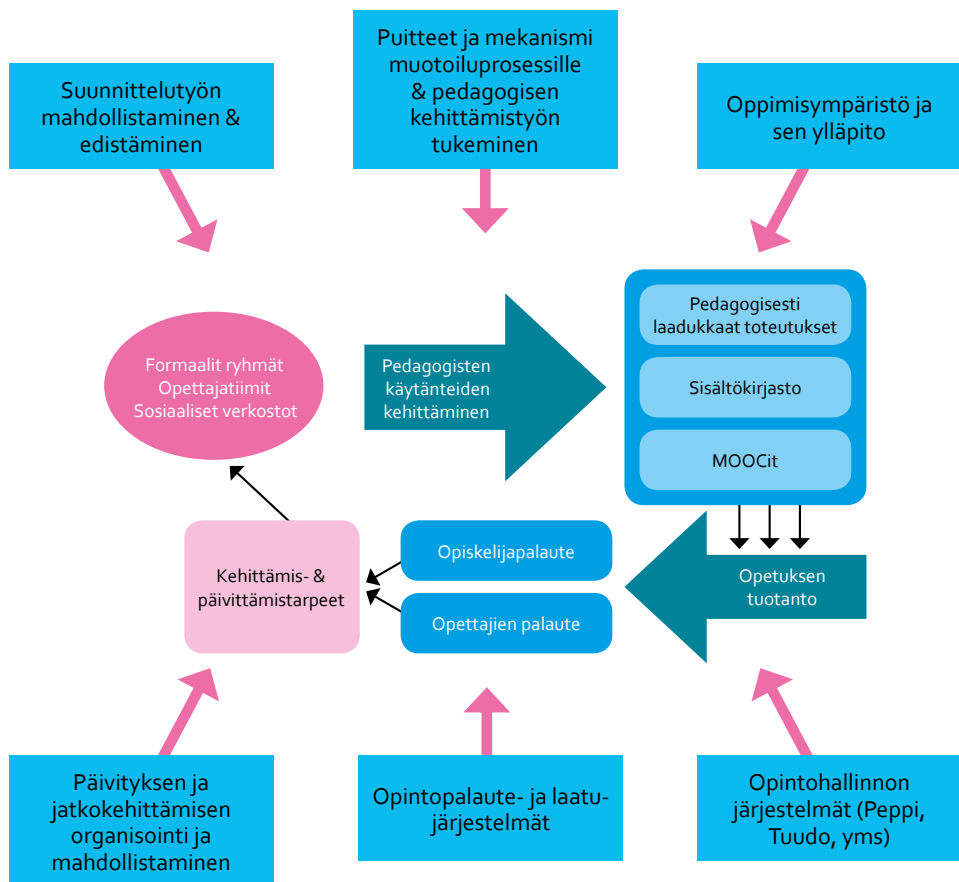 Suunnittelutyön
mahdollistaminen &
edistäminen
Puitteet ja mekanismi
muotoiluprosessille
& pedagogisen
kehittämistyön
tukeminen
Oppimisympäristö ja
sen ylläpito
Formaalit ryhmät
Opettajatiimit
Sosiaaliset verkostot
Pedagogisten
käytänteiden
kehittäminen
Pedagogisesti
laadukkaat toteutukset
Sisältökirjasto
MOOCit
Kehittämis- &
päivittämistarpeet
Opiskelijapalaute
Opettajien palaute
Opetuksen
tuotanto
Päivityksen ja
jatkokehittämisen
organisointi ja
mahdollistaminen
Opintopalaute- ja laatu-
järjestelmät
Opintohallinnon
järjestelmät (Peppi,
Tuudo, yms)